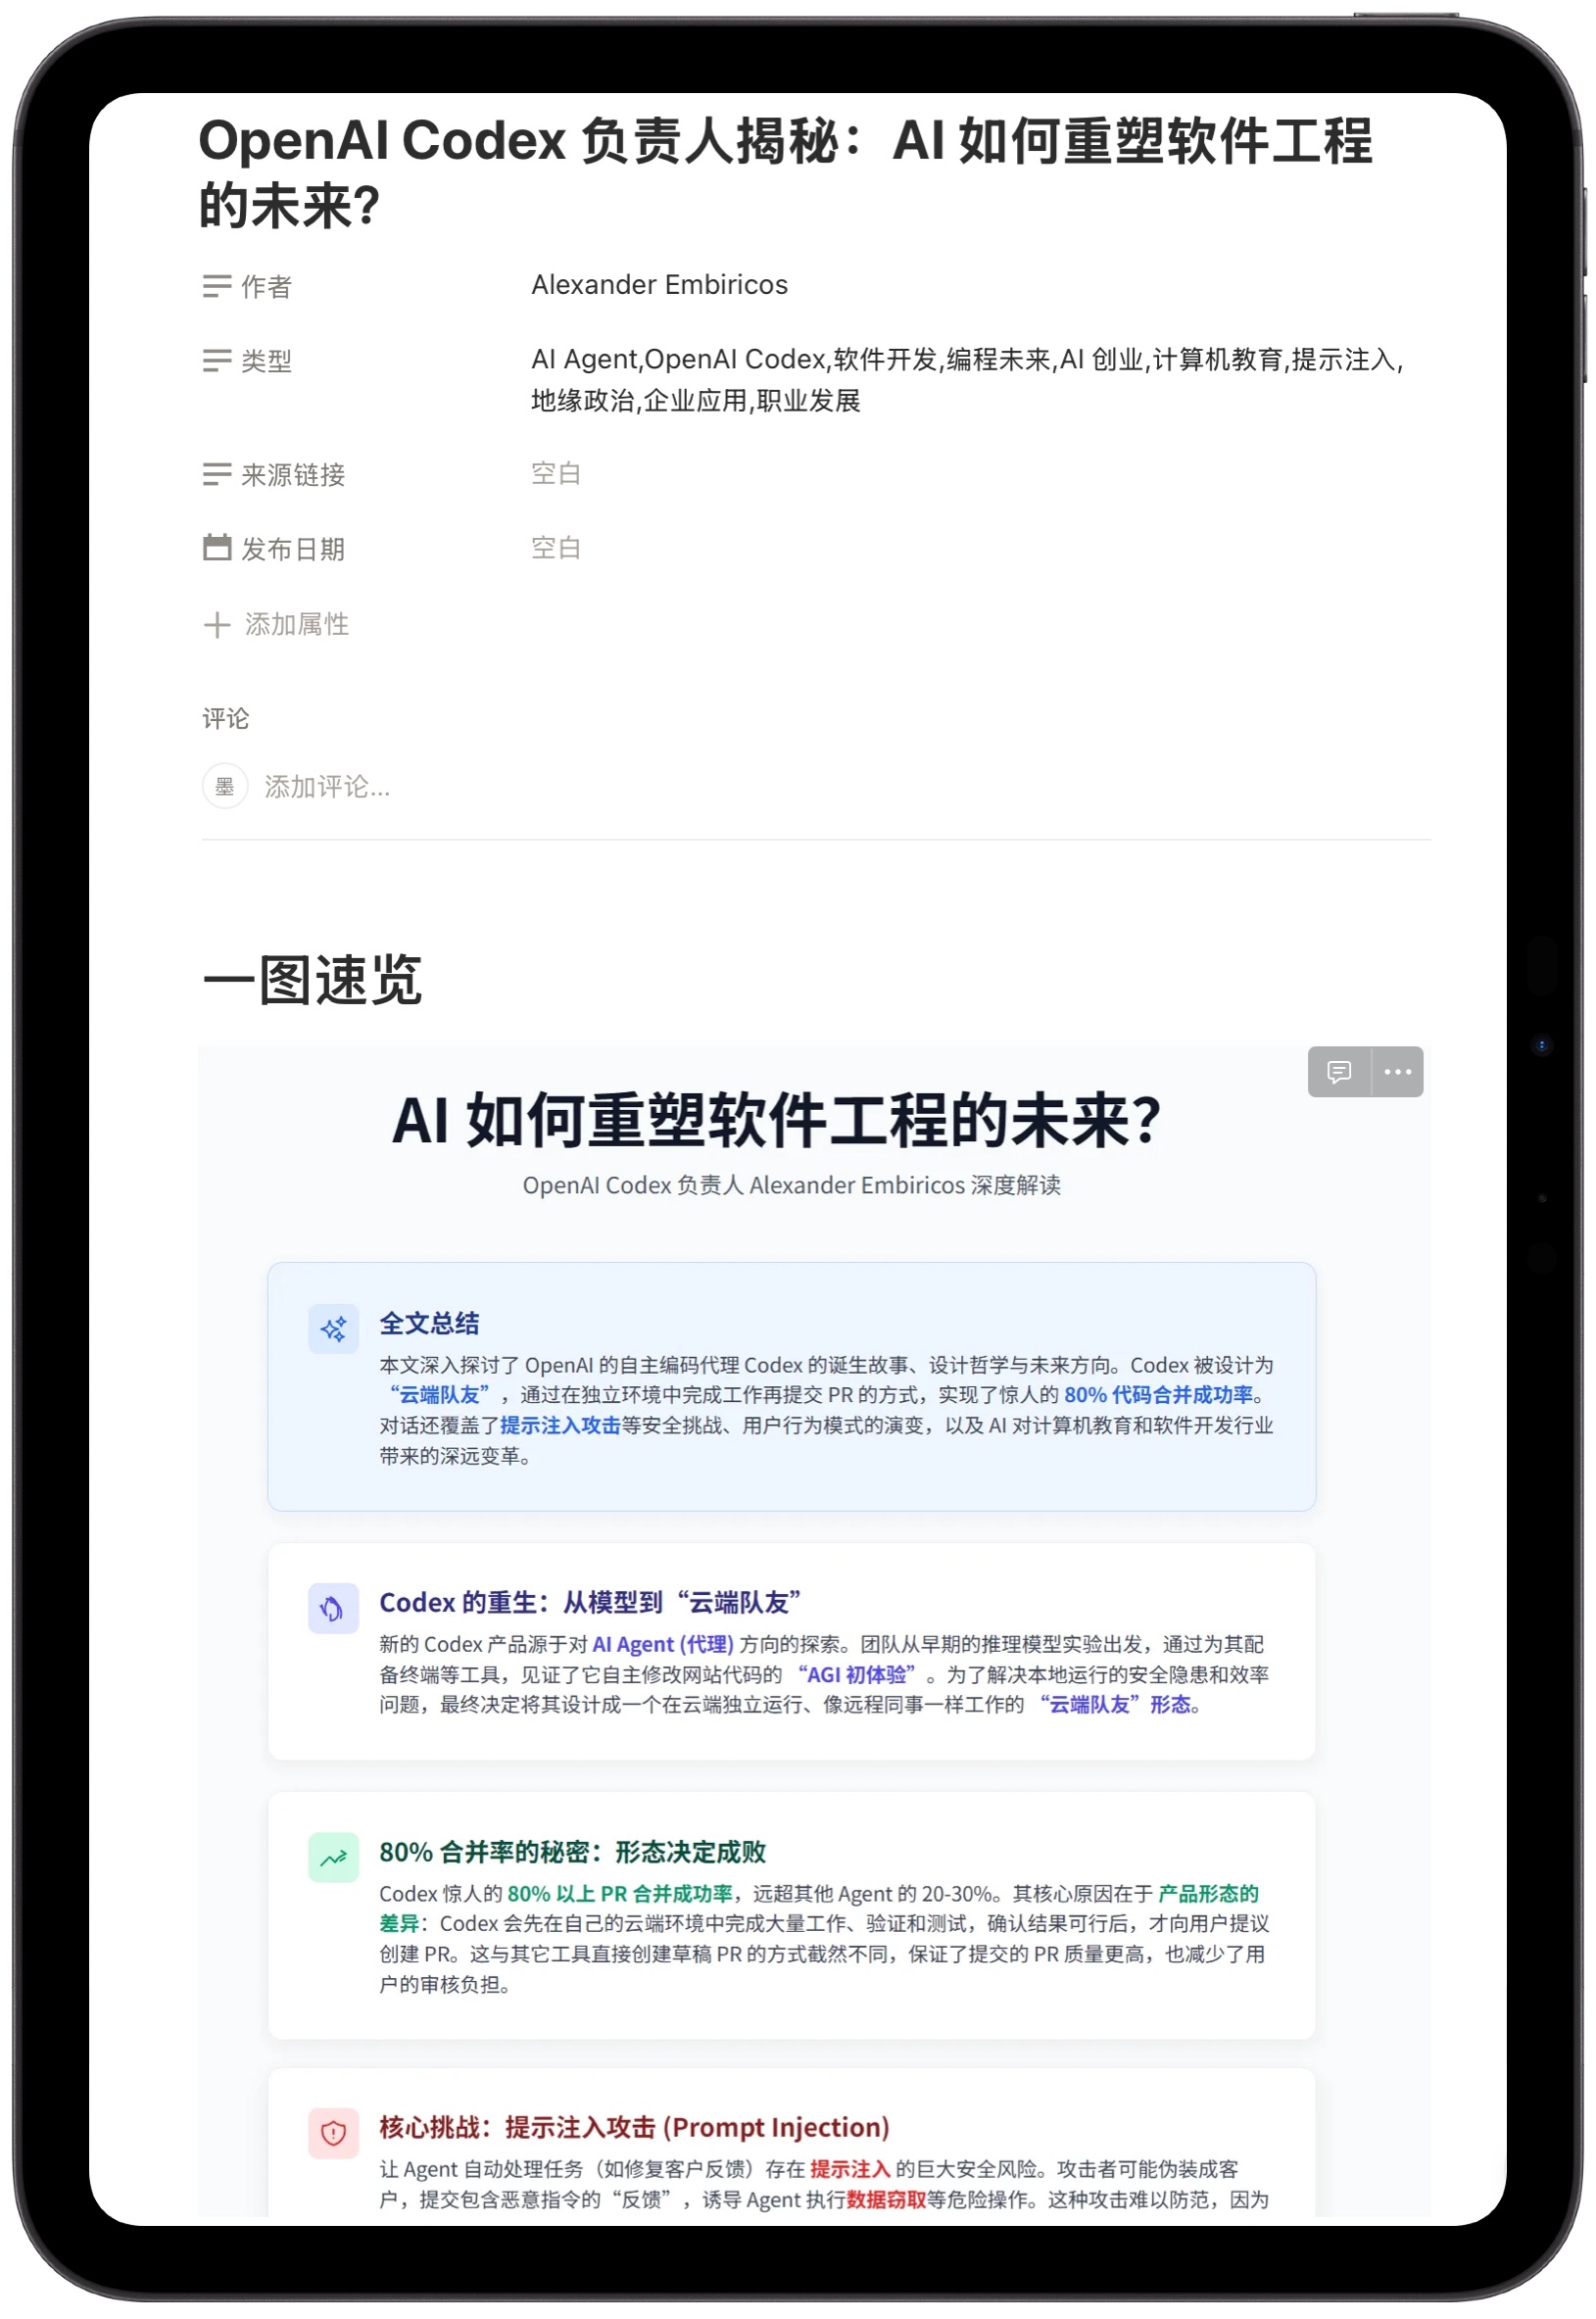 OpenAI Codex 负责人揭秘：AI 如何重塑软件工程
的未来？
作者
Alexander Embiricos
类型
AI Agent,OpenAI Codex,软件开发,编程未来,AI 创业,计算机教育,提示注入,
地缘政治,企业应用,职业发展
来源链接
空白
发布日期
空白
添加属性
评论
墨
添加评论...
一图速览
AI 如何重塑软件工程的未来？
OpenAI Codex 负责人 Alexander Embiricos 深度解读
全文总结
本文深入探讨了 OpenAI 的自主编码代理 Codex 的诞生故事、设计哲学与未来方向。Codex 被设计为
“云端队友”，通过在独立环境中完成工作再提交 PR 的方式，实现了惊人的 80% 代码合并成功率。
对话还覆盖了提示注入攻击等安全挑战、用户行为模式的演变，以及 AI 对计算机教育和软件开发行业
带来的深远变革。
Codex 的重生：从模型到“云端队友”
新的 Codex 产品源于对 AI Agent (代理) 方向的探索。团队从早期的推理模型实验出发，通过为其配
备终端等工具，见证了它自主修改网站代码的 “AGI 初体验”。为了解决本地运行的安全隐患和效率
问题，最终决定将其设计成一个在云端独立运行、像远程同事一样工作的 “云端队友”形态。
80% 合并率的秘密：形态决定成败
Codex 惊人的 80% 以上 PR 合并成功率，远超其他 Agent 的 20-30%。其核心原因在于 产品形态的
差异：Codex 会先在自己的云端环境中完成大量工作、验证和测试，确认结果可行后，才向用户提议
创建 PR。这与其它工具直接创建草稿 PR 的方式截然不同，保证了提交的 PR 质量更高，也减少了用
户的审核负担。
核心挑战：提示注入攻击 (Prompt Injection)
让 Agent 自动处理任务（如修复客户反馈）存在 提示注入 的巨大安全风险。攻击者可能伪装成客
户，提交包含恶意指令的“反馈”，诱导 Agent 执行数据窃取等危险操作。这种攻击难以防范，因为